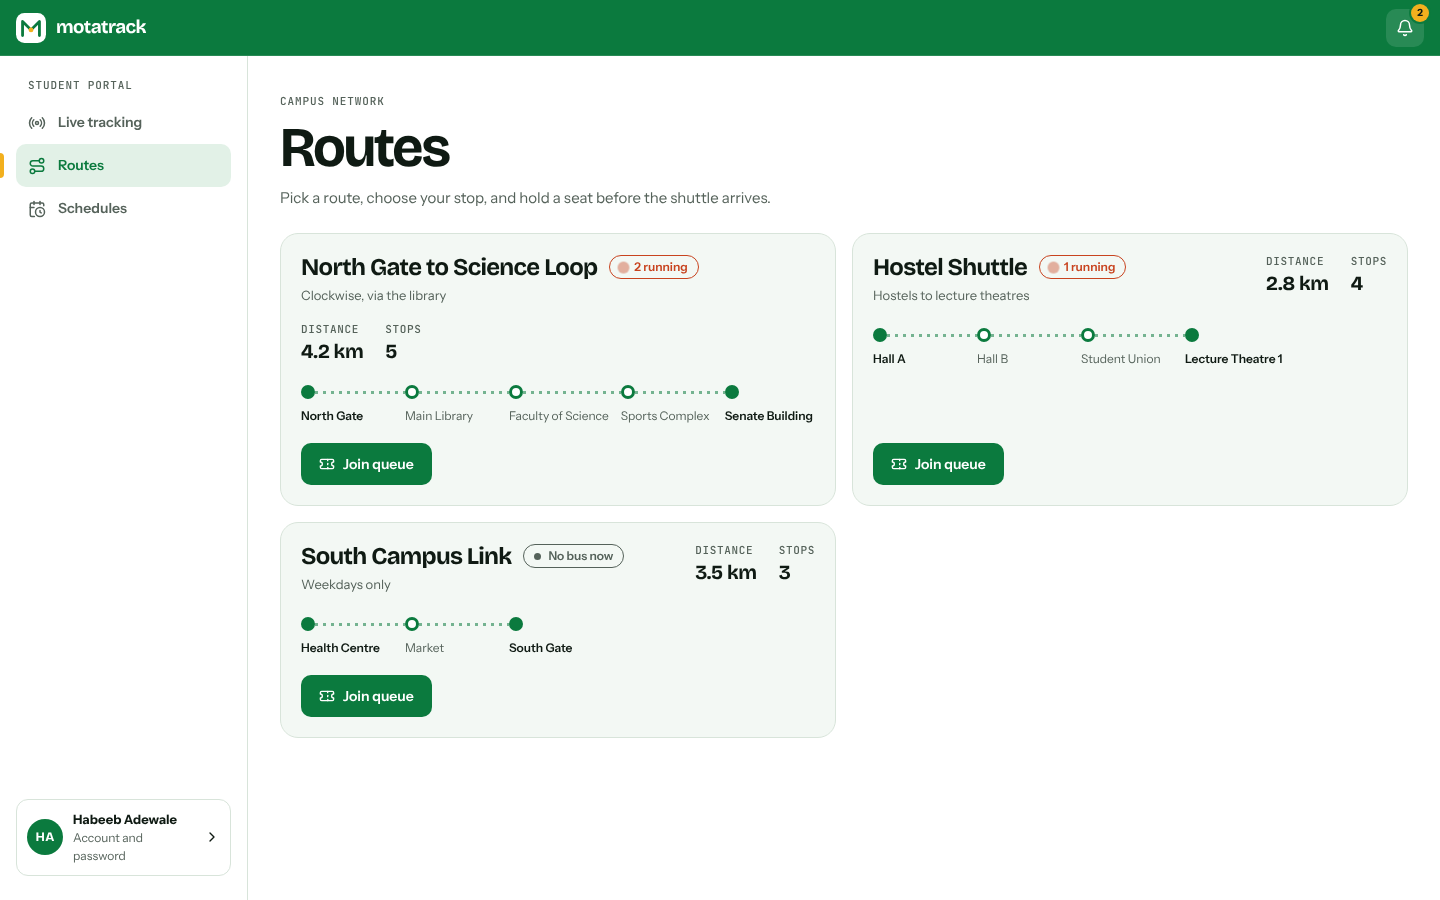 motatrack
2
STUDENT PORTAL
Live tracking
Routes
Schedules
CAMPUS NETWORK
Routes
Pick a route, choose your stop, and hold a seat before the shuttle arrives.
North Gate to Science Loop
2 running
Clockwise, via the library
DISTANCE STOPS
4.2 km 5
North Gate Main Library Faculty of Science Sports Complex Senate Building
Join queue
Hostel Shuttle
1 running
Hostels to lecture theatres
DISTANCE STOPS
2.8 km 4
Hall A Hall B Student Union Lecture Theatre 1
Join queue
South Campus Link
No bus now
Weekdays only
DISTANCE STOPS
3.5 km 3
Health Centre Market South Gate
Join queue
HA
Habeeb Adewale
Account and
password